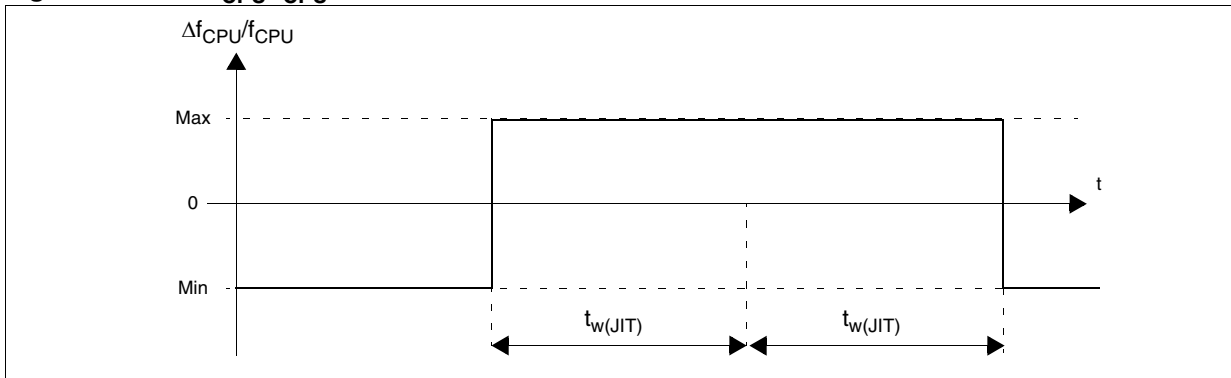 Δf_CPU/f_CPU
Max
t
0
Min
t_w(JIT) t_w(JIT)